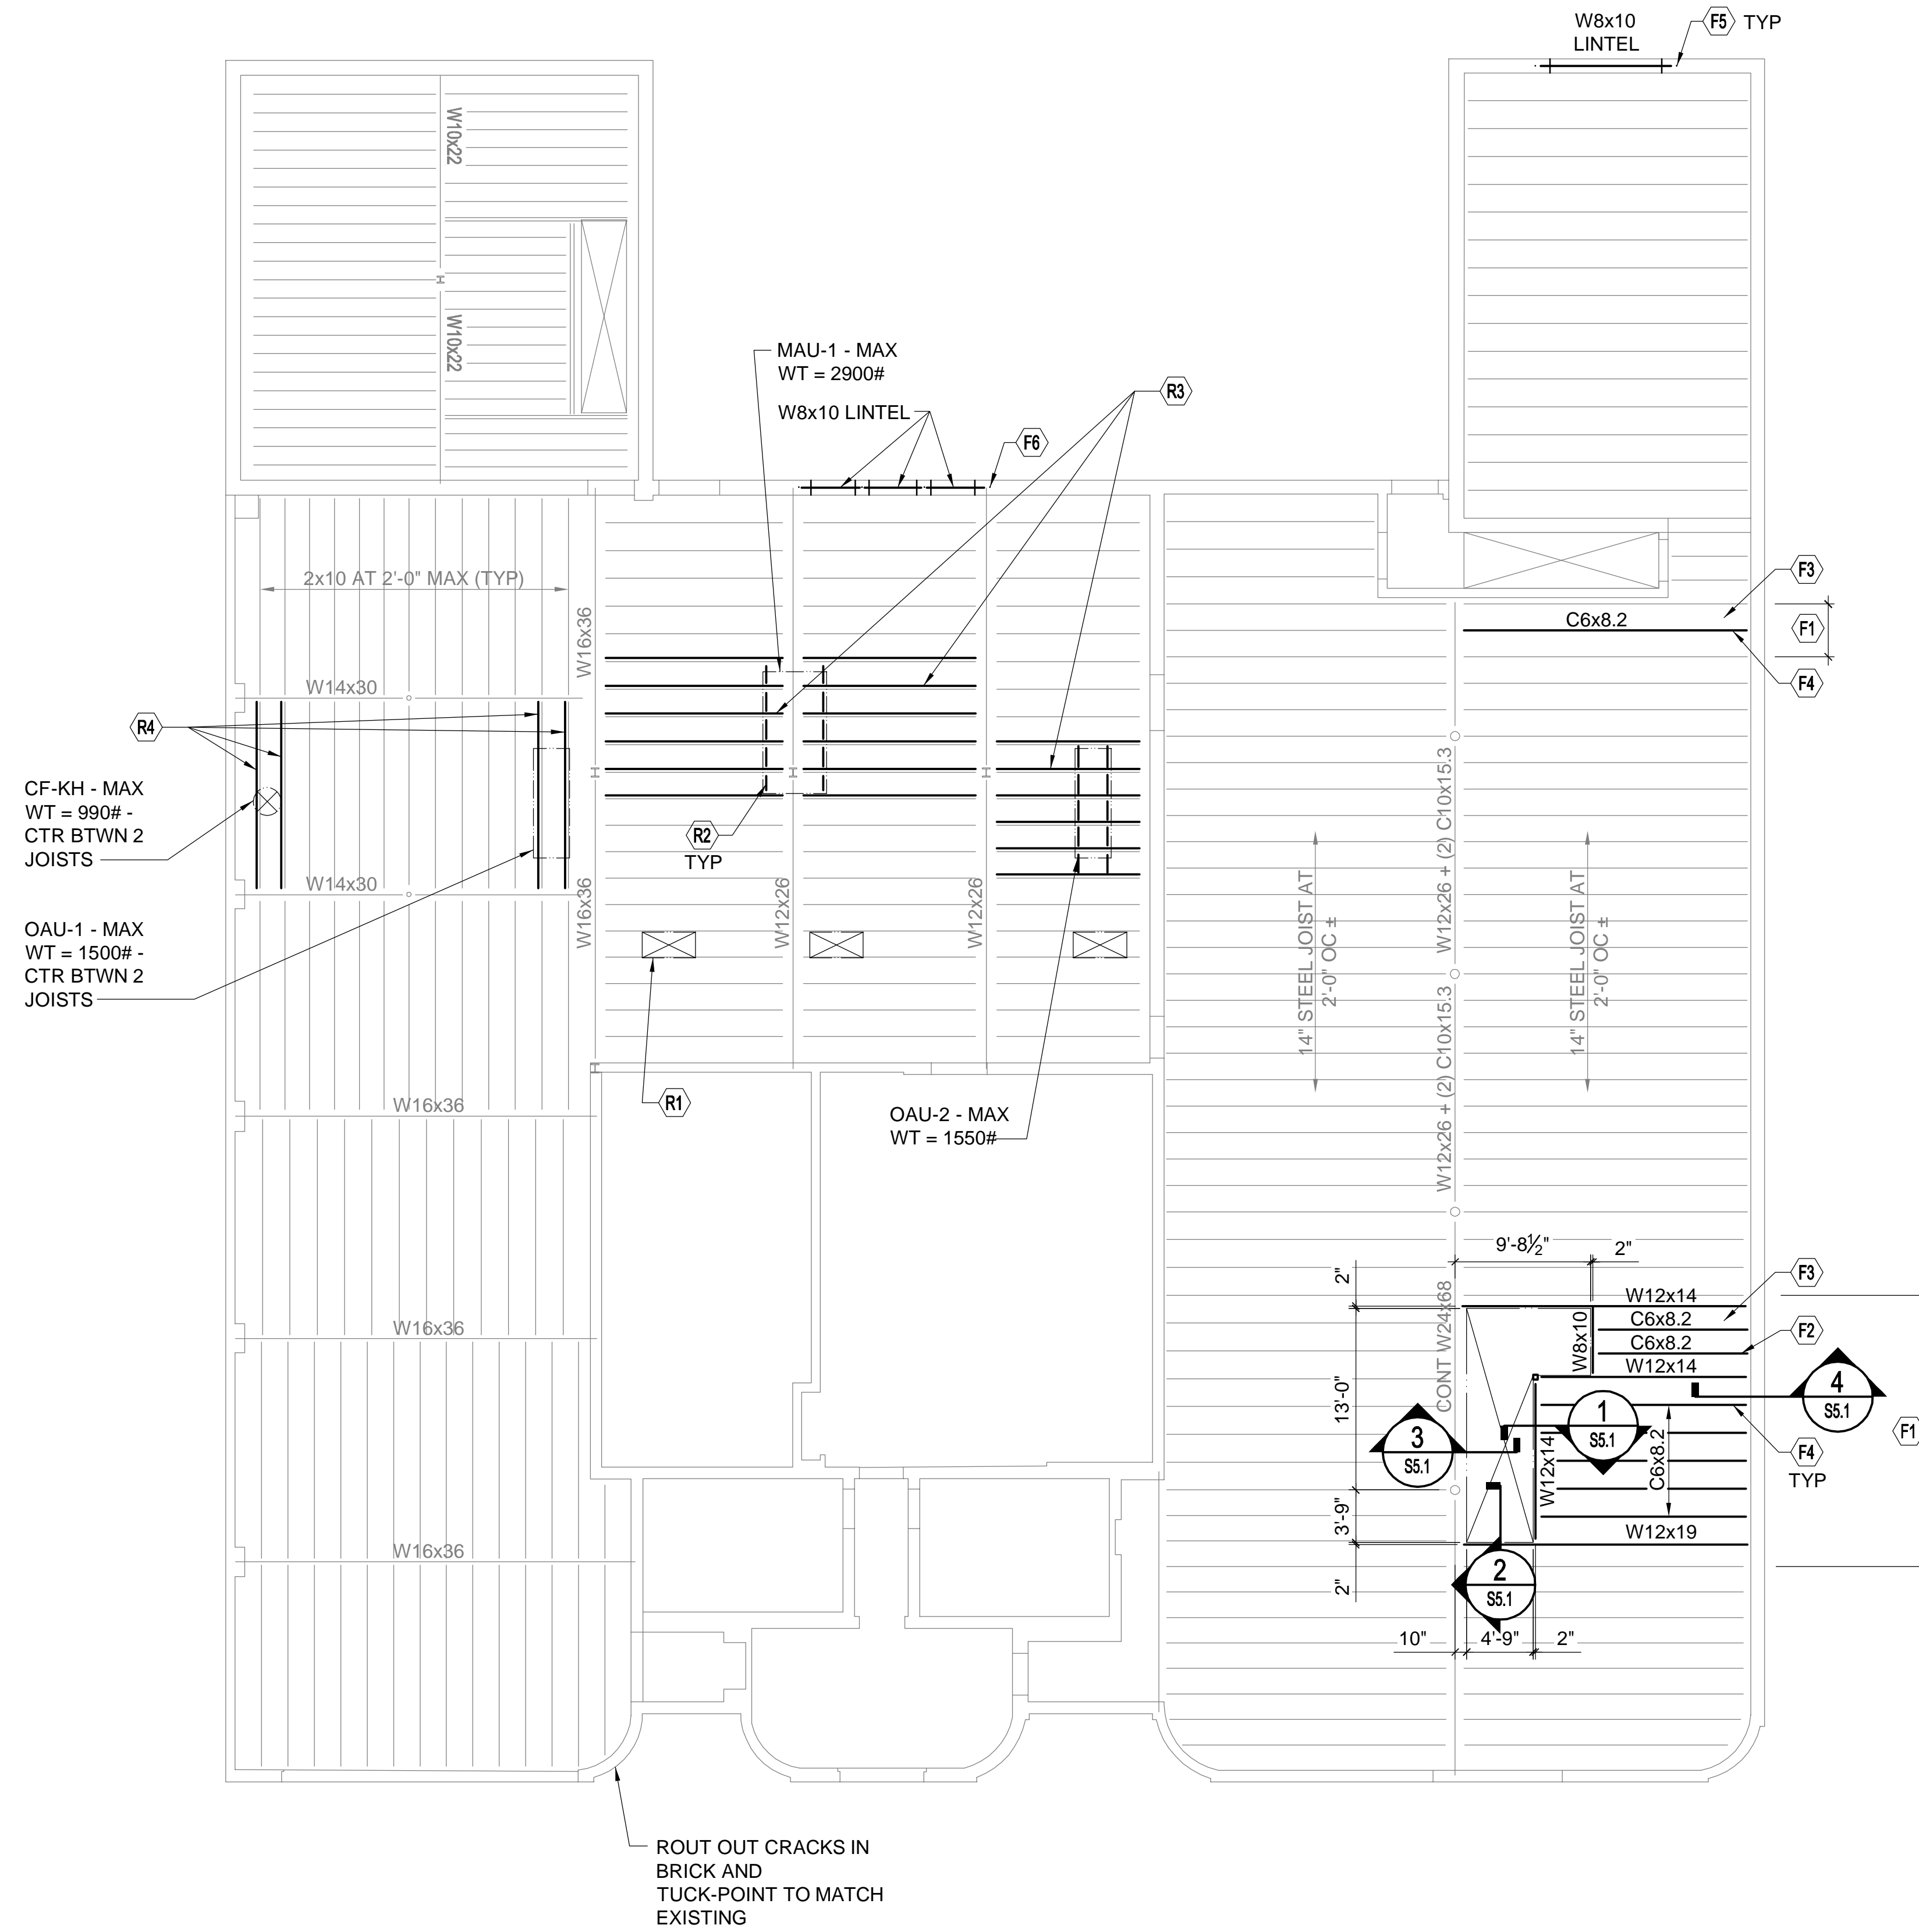 W8x10
LINTEL
F5 TYP
W10x22
W10x22
MAU-1 - MAX
WT = 2900#
W8x10 LINTEL
R3
F6
2x10 AT 2'-0" MAX (TYP)
W16x36
F3
C6x8.2
F1
F4
W14x30
R4
CF-KH - MAX
WT = 990# -
CTR BTWN 2
JOISTS
R2
TYP
W14x30
W16x36
W12x26
W12x26
OAU-1 - MAX
WT = 1500# -
CTR BTWN 2
JOISTS
W12x26 + (2) C10x15.3
14" STEEL JOIST AT
2'-0" OC ±
14" STEEL JOIST AT
2'-0" OC ±
W12x26 + (2) C10x15.3
R1
W16x36
OAU-2 - MAX
WT = 1550#
9'-8½"
2"
2"
CONT W24x68
F3
W12x14
C6x8.2
F2
C6x8.2
W8x10
W12x14
W16x36
4
S5.1
13'-0"
1
S5.1
3
S5.1
F1
F4
TYP
C6x8.2
W12x14
3'-9"
W12x19
W16x36
2
S5.1
2"
10"
4'-9"
2"
ROUT OUT CRACKS IN
BRICK AND
TUCK-POINT TO MATCH
EXISTING